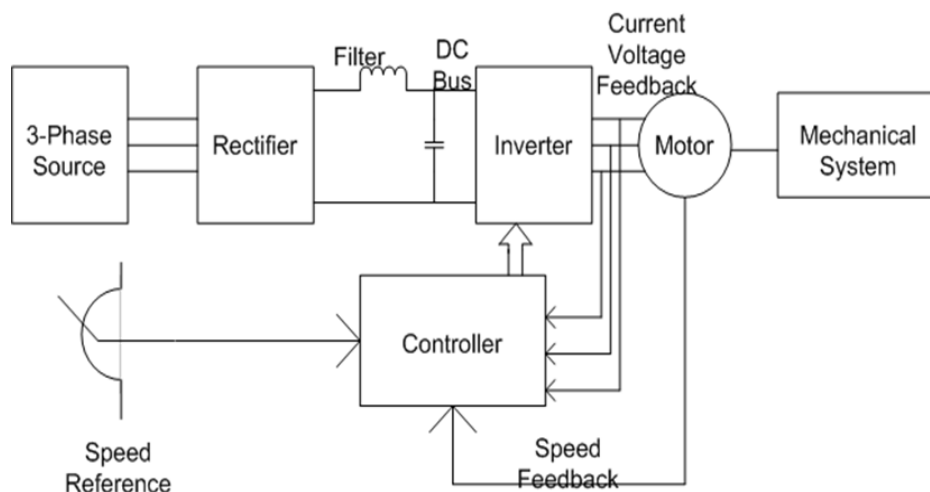 Current
Voltage
Feedback
Filter
DC
Bus
3-Phase
Source
Rectifier
Inverter
Motor
Mechanical
System
Controller
Speed
Reference
Speed
Feedback